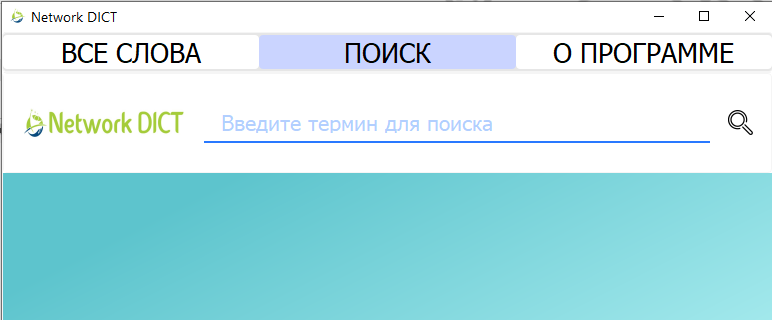 Network DICT
ВСЕ СЛОВА ПОИСК О ПРОГРАММЕ
Network DICT Введите термин для поиска